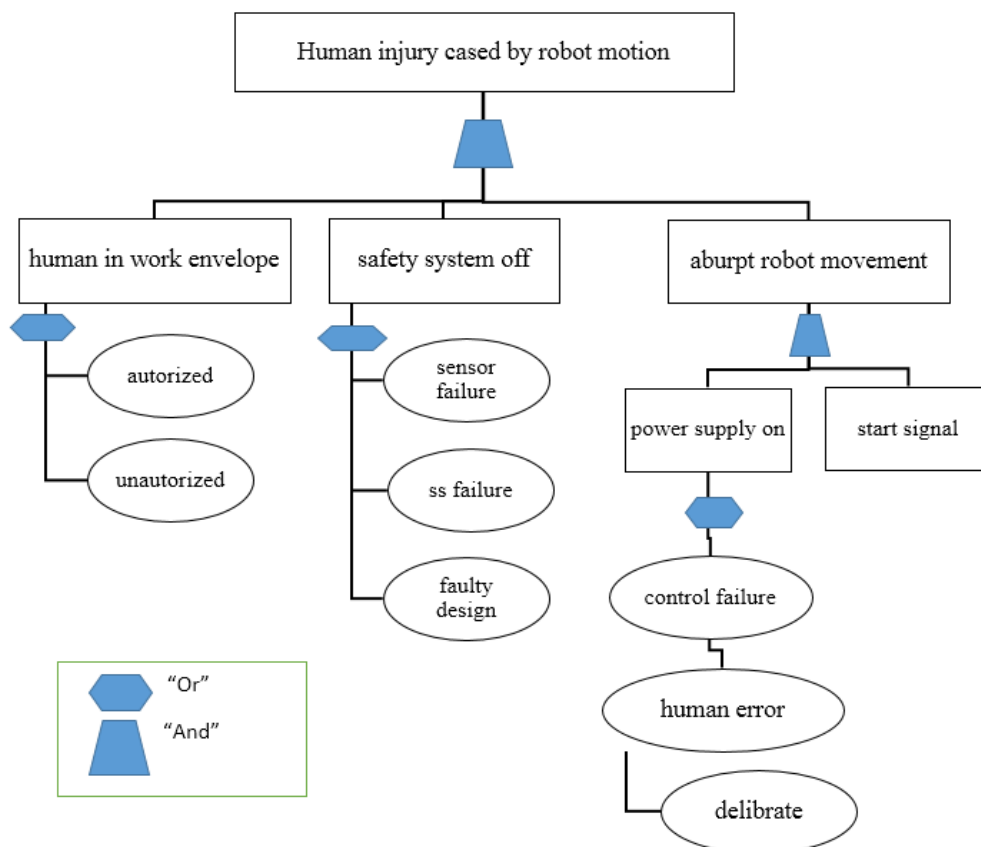 Human injury cased by robot motion
human in work envelope
safety system off
aburpt robot movement
autorized
unautorized
sensor
failure
ss failure
faulty
design
power supply on
start signal
control failure
human error
delibrate
“Or”
“And”